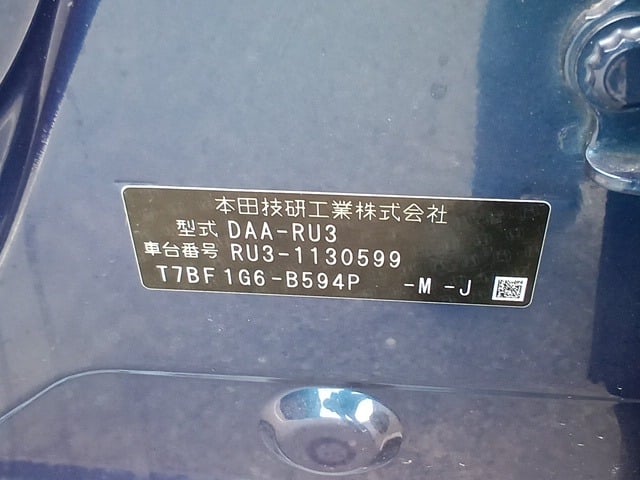 本田技研工業株式会社
型式 DAA-RU3
車台番号 RU3-1130599
T7BF1G6-B594P -M -J